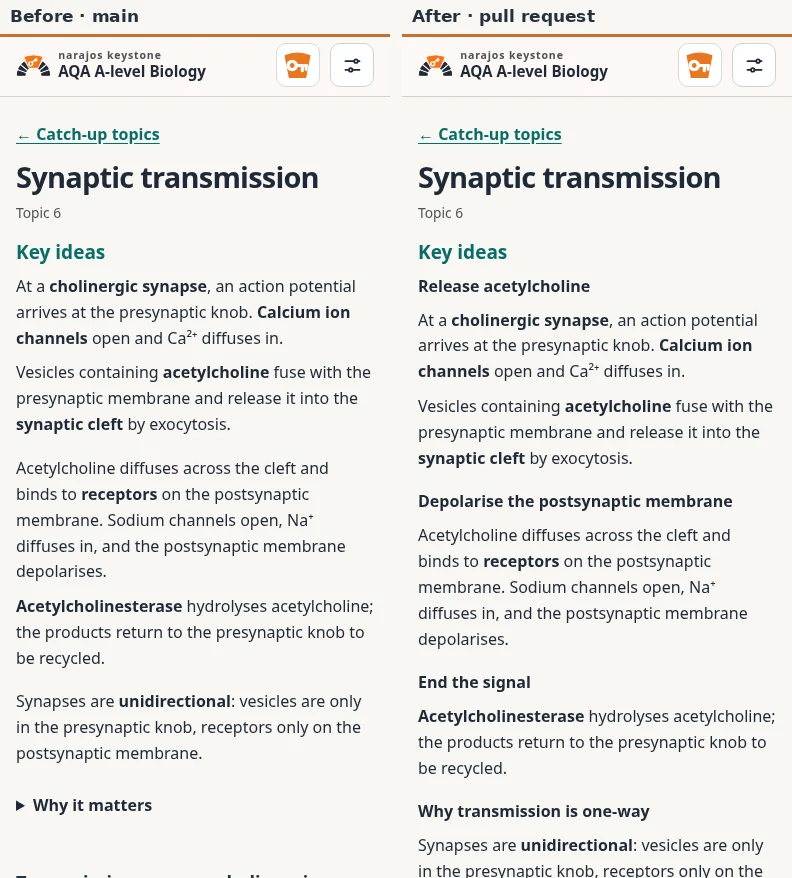 Before · main
narajos keystone
AQA A-level Biology
← Catch-up topics
Synaptic transmission
Topic 6
Key ideas
At a cholinergic synapse, an action potential
arrives at the presynaptic knob. Calcium ion
channels open and Ca²⁺ diffuses in.
Vesicles containing acetylcholine fuse with the
presynaptic membrane and release it into the
synaptic cleft by exocytosis.
Acetylcholine diffuses across the cleft and
binds to receptors on the postsynaptic
membrane. Sodium channels open, Na⁺
diffuses in, and the postsynaptic membrane
depolarises.
Acetylcholinesterase hydrolyses acetylcholine;
the products return to the presynaptic knob to
be recycled.
Synapses are unidirectional: vesicles are only
in the presynaptic knob, receptors only on the
postsynaptic membrane.
Why it matters
After · pull request
narajos keystone
AQA A-level Biology
← Catch-up topics
Synaptic transmission
Topic 6
Key ideas
Release acetylcholine
At a cholinergic synapse, an action potential
arrives at the presynaptic knob. Calcium ion
channels open and Ca²⁺ diffuses in.
Vesicles containing acetylcholine fuse with the
presynaptic membrane and release it into the
synaptic cleft by exocytosis.
Depolarise the postsynaptic membrane
Acetylcholine diffuses across the cleft and
binds to receptors on the postsynaptic
membrane. Sodium channels open, Na⁺
diffuses in, and the postsynaptic membrane
depolarises.
End the signal
Acetylcholinesterase hydrolyses acetylcholine;
the products return to the presynaptic knob to
be recycled.
Why transmission is one-way
Synapses are unidirectional: vesicles are only
in the presynaptic knob, receptors only on the